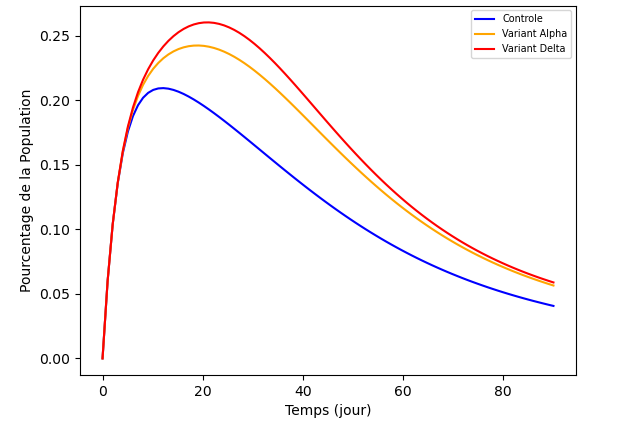 Controle
Variant Alpha
Variant Delta
Pourcentage de la Population
0.25
0.20
0.15
0.10
0.05
0.00
0 20 40 60 80
Temps (jour)